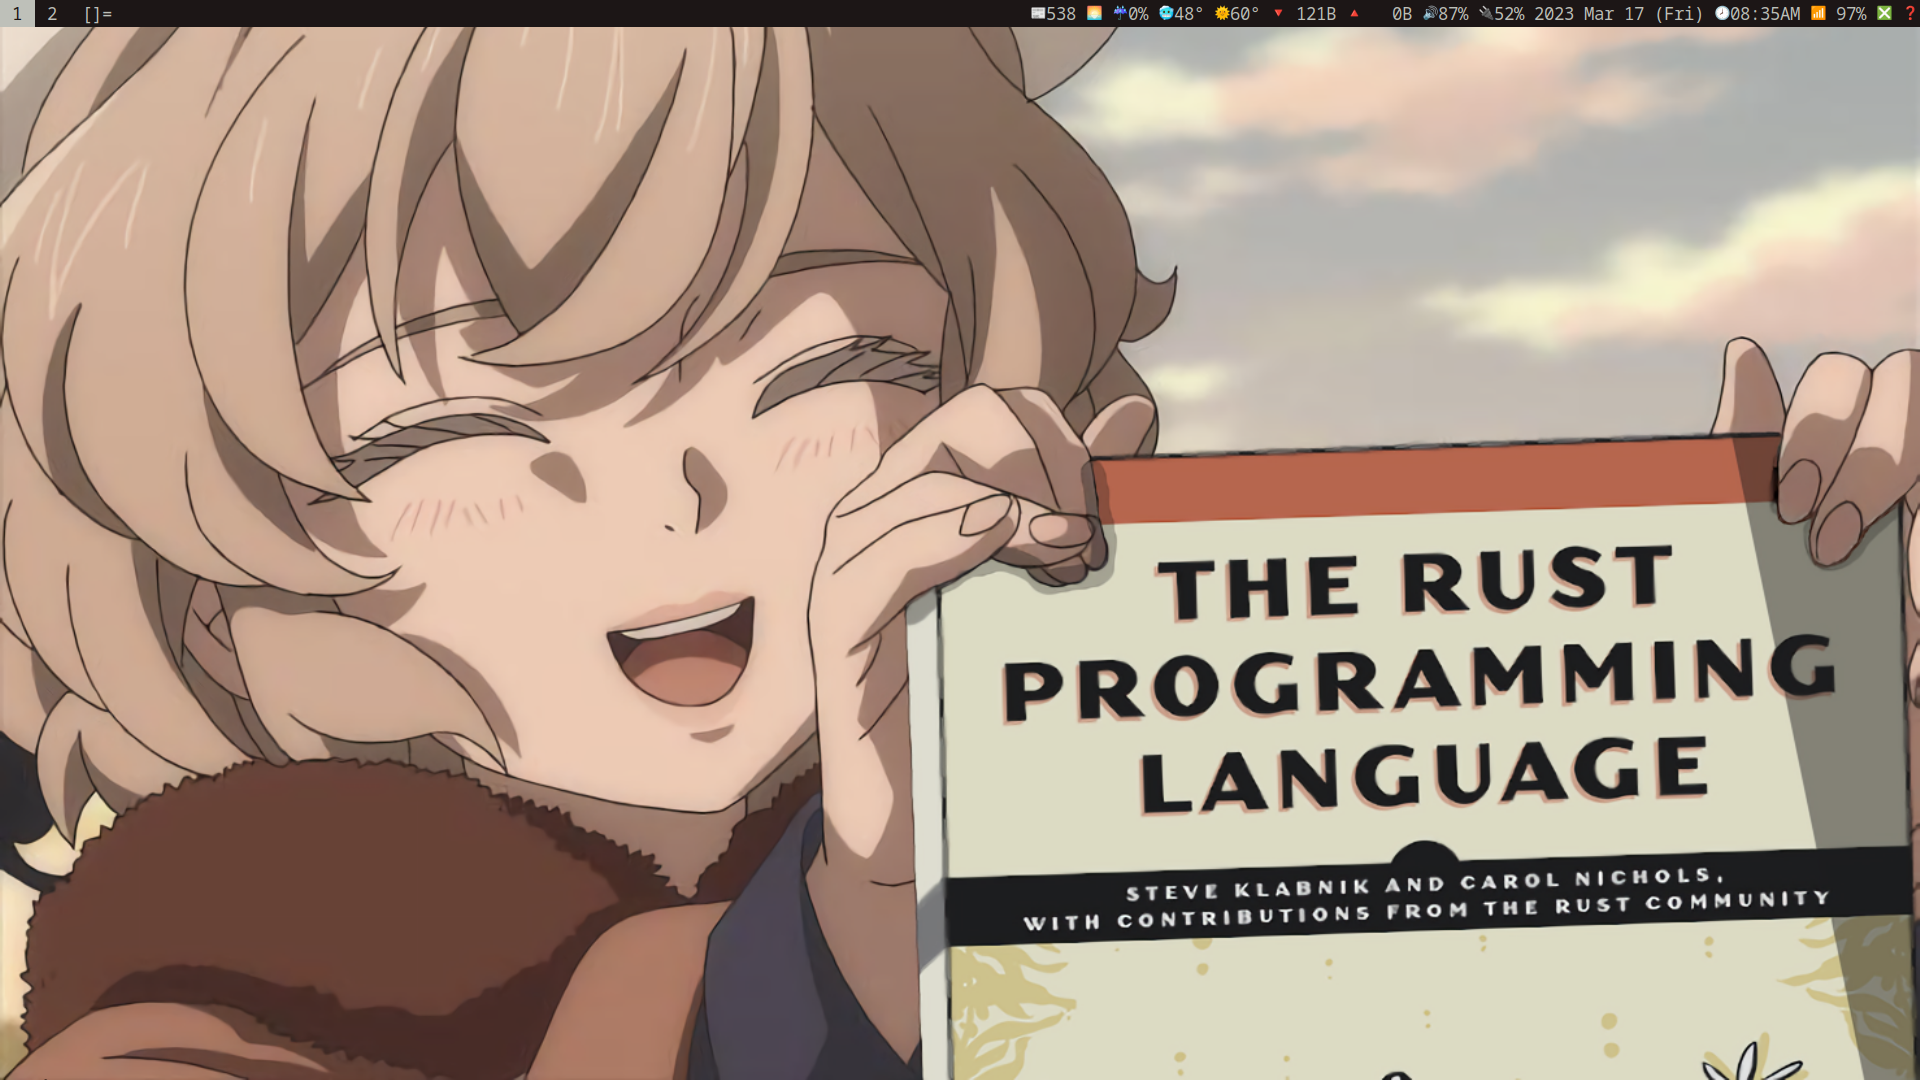 1 2 []= 📰538 🌅 ☔0% 🥶48° 🌞60° 🔻 121B 🔺 0B 🔊87% 🔌52% 2023 Mar 17 (Fri) 🕗08:35AM 📶 97% ❎ ❓
THE RUST
PROGRAMMING
LANGUAGE
STEVE KLABNIK AND CAROL NICHOLS,
WITH CONTRIBUTIONS FROM THE RUST COMMUNITY